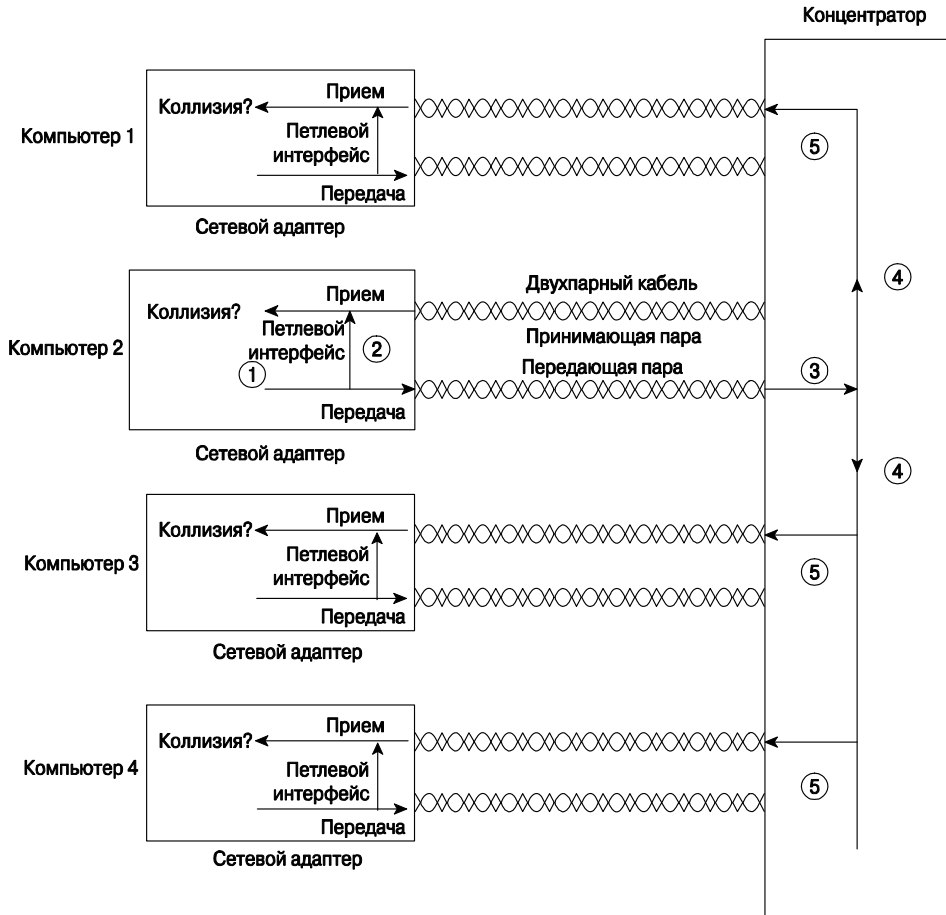 Концентратор
Прием
Коллизия?
Компьютер 1
Петлевой
интерфейс
5
Передача
Сетевой адаптер
4
Двухпарный кабель
Прием
Коллизия?
Компьютер 2
Петлевой
интерфейс
2
Принимающая пара
1
Передающая пара
3
Передача
Сетевой адаптер
4
Прием
Коллизия?
Компьютер 3
Петлевой
интерфейс
5
Передача
Сетевой адаптер
Прием
Коллизия?
Компьютер 4
Петлевой
интерфейс
5
Передача
Сетевой адаптер